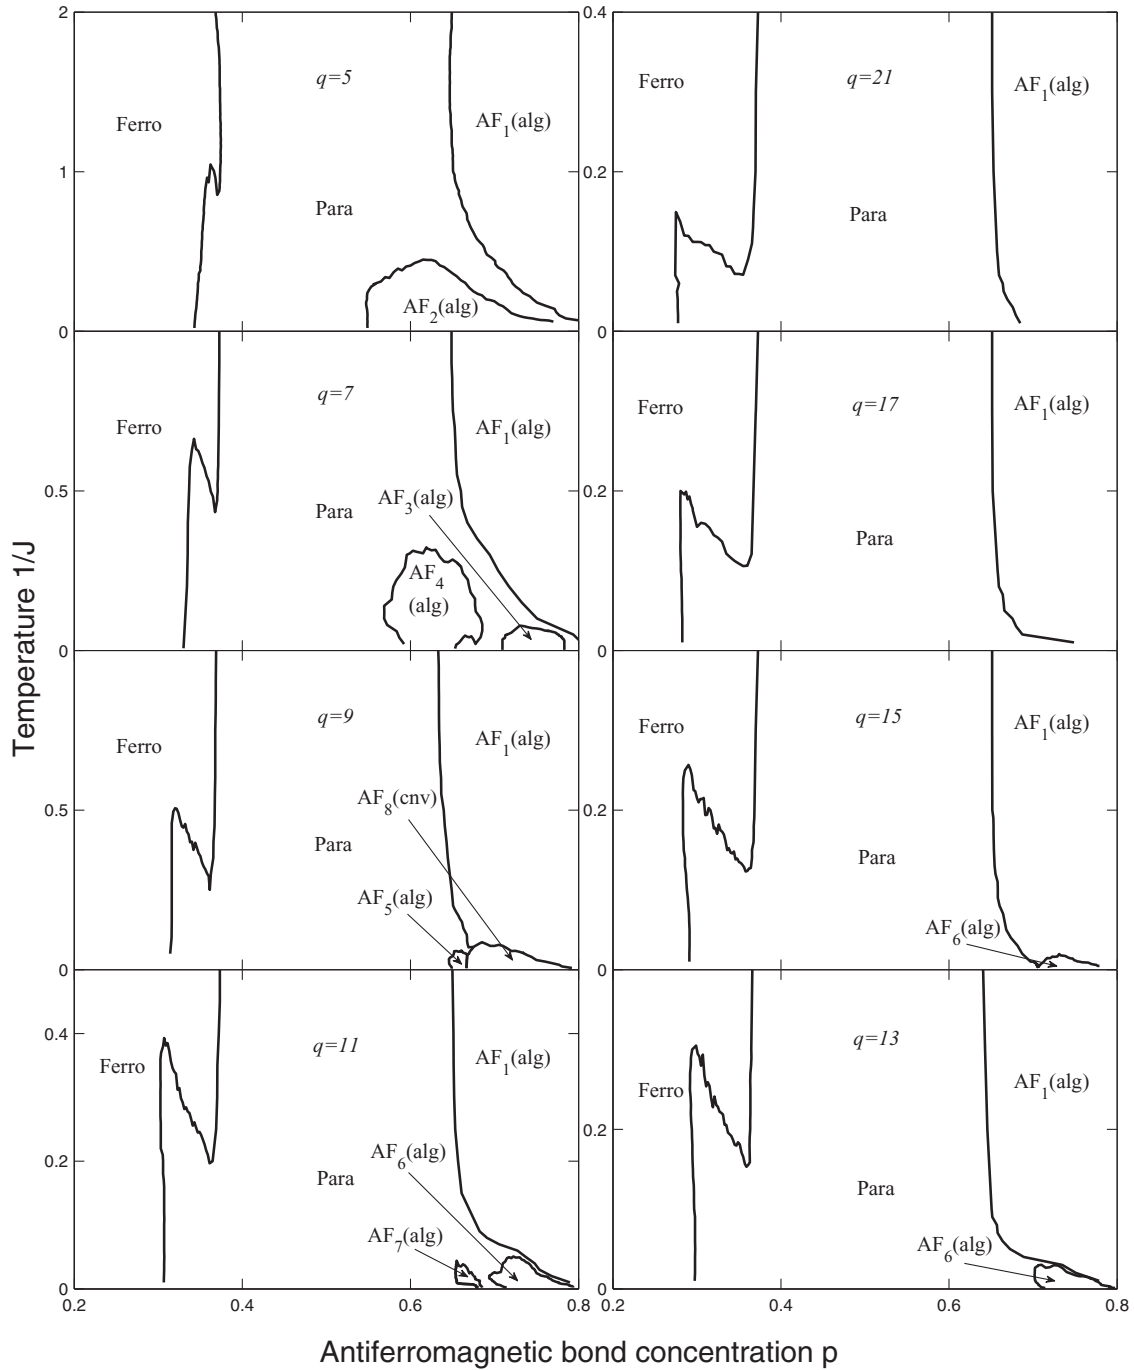 2
q=5
Ferro
AF1(alg)
1
Para
AF2(alg)
0
q=7
Ferro
AF1(alg)
0.5
AF3(alg)
Para
AF4
(alg)
0
q=9
Ferro
AF1(alg)
0.5
AF8(cnv)
Para
AF5(alg)
0
0.4
q=11
Ferro
AF1(alg)
0.2
AF6(alg)
Para
AF7(alg)
0
0.2
0.4
0.6
0.8
0.4
q=21
Ferro
AF1(alg)
0.2
Para
0
q=17
Ferro
AF1(alg)
0.2
Para
0
q=15
Ferro
AF1(alg)
0.2
Para
AF6(alg)
0
q=13
Ferro
AF1(alg)
0.2
Para
AF6(alg)
0
0.2
0.4
0.6
0.8
Temperature 1/J
Antiferromagnetic bond concentration p